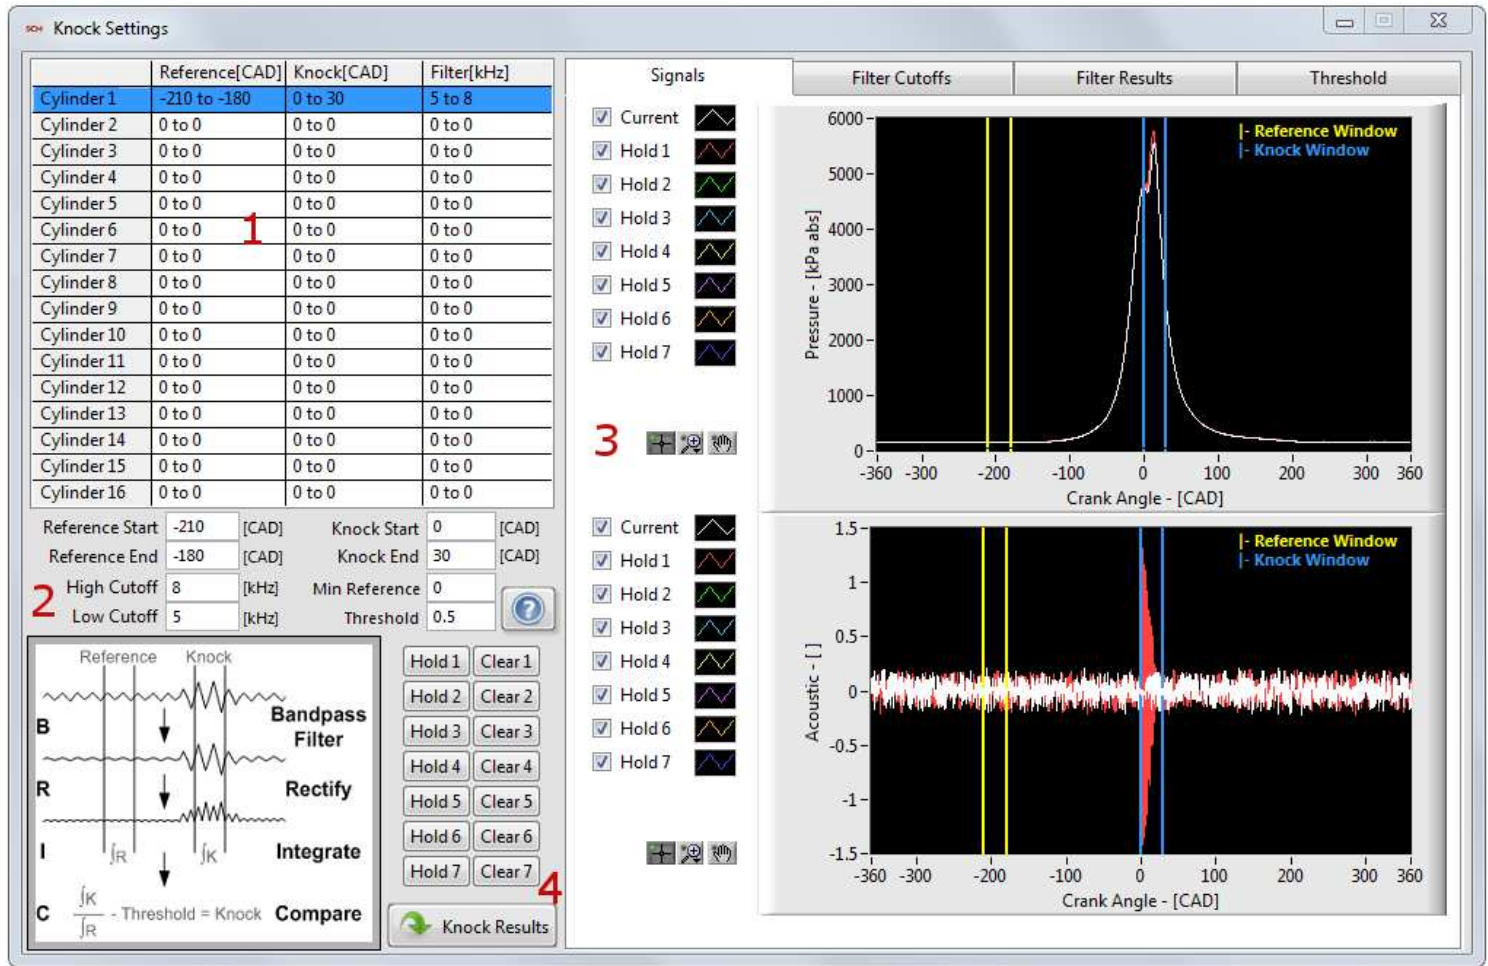 SCM Knock Settings
Reference[CAD] Knock[CAD] Filter[kHz]
Cylinder 1 -210 to -180 0 to 30 5 to 8
Cylinder 2 0 to 0 0 to 0 0 to 0
Cylinder 3 0 to 0 0 to 0 0 to 0
Cylinder 4 0 to 0 0 to 0 0 to 0
Cylinder 5 0 to 0 0 to 0 0 to 0
Cylinder 6 0 to 0 0 to 0 0 to 0
Cylinder 7 0 to 0 0 to 0 0 to 0
Cylinder 8 0 to 0 0 to 0 0 to 0
Cylinder 9 0 to 0 0 to 0 0 to 0
Cylinder 10 0 to 0 0 to 0 0 to 0
Cylinder 11 0 to 0 0 to 0 0 to 0
Cylinder 12 0 to 0 0 to 0 0 to 0
Cylinder 13 0 to 0 0 to 0 0 to 0
Cylinder 14 0 to 0 0 to 0 0 to 0
Cylinder 15 0 to 0 0 to 0 0 to 0
Cylinder 16 0 to 0 0 to 0 0 to 0
1
Reference Start -210 [CAD] Knock Start 0 [CAD]
Reference End -180 [CAD] Knock End 30 [CAD]
High Cutoff 8 [kHz] Min Reference 0
Low Cutoff 5 [kHz] Threshold 0.5
2
?
Reference Knock
B Bandpass
Filter
R Rectify
I ∫R ∫K Integrate
C ∫K/∫R - Threshold = Knock Compare
Hold 1 Clear 1
Hold 2 Clear 2
Hold 3 Clear 3
Hold 4 Clear 4
Hold 5 Clear 5
Hold 6 Clear 6
Hold 7 Clear 7
4
Knock Results
Signals Filter Cutoffs Filter Results Threshold
Current
Hold 1
Hold 2
Hold 3
Hold 4
Hold 5
Hold 6
Hold 7
3
|- Reference Window
|- Knock Window
Pressure - [kPa abs]
6000
5000
4000
3000
2000
1000
0
-360 -300 -200 -100 0 100 200 300 360
Crank Angle - [CAD]
Current
Hold 1
Hold 2
Hold 3
Hold 4
Hold 5
Hold 6
Hold 7
|- Reference Window
|- Knock Window
Acoustic - [ ]
1.5
1
0.5
0
-0.5
-1
-1.5
-360 -300 -200 -100 0 100 200 300 360
Crank Angle - [CAD]